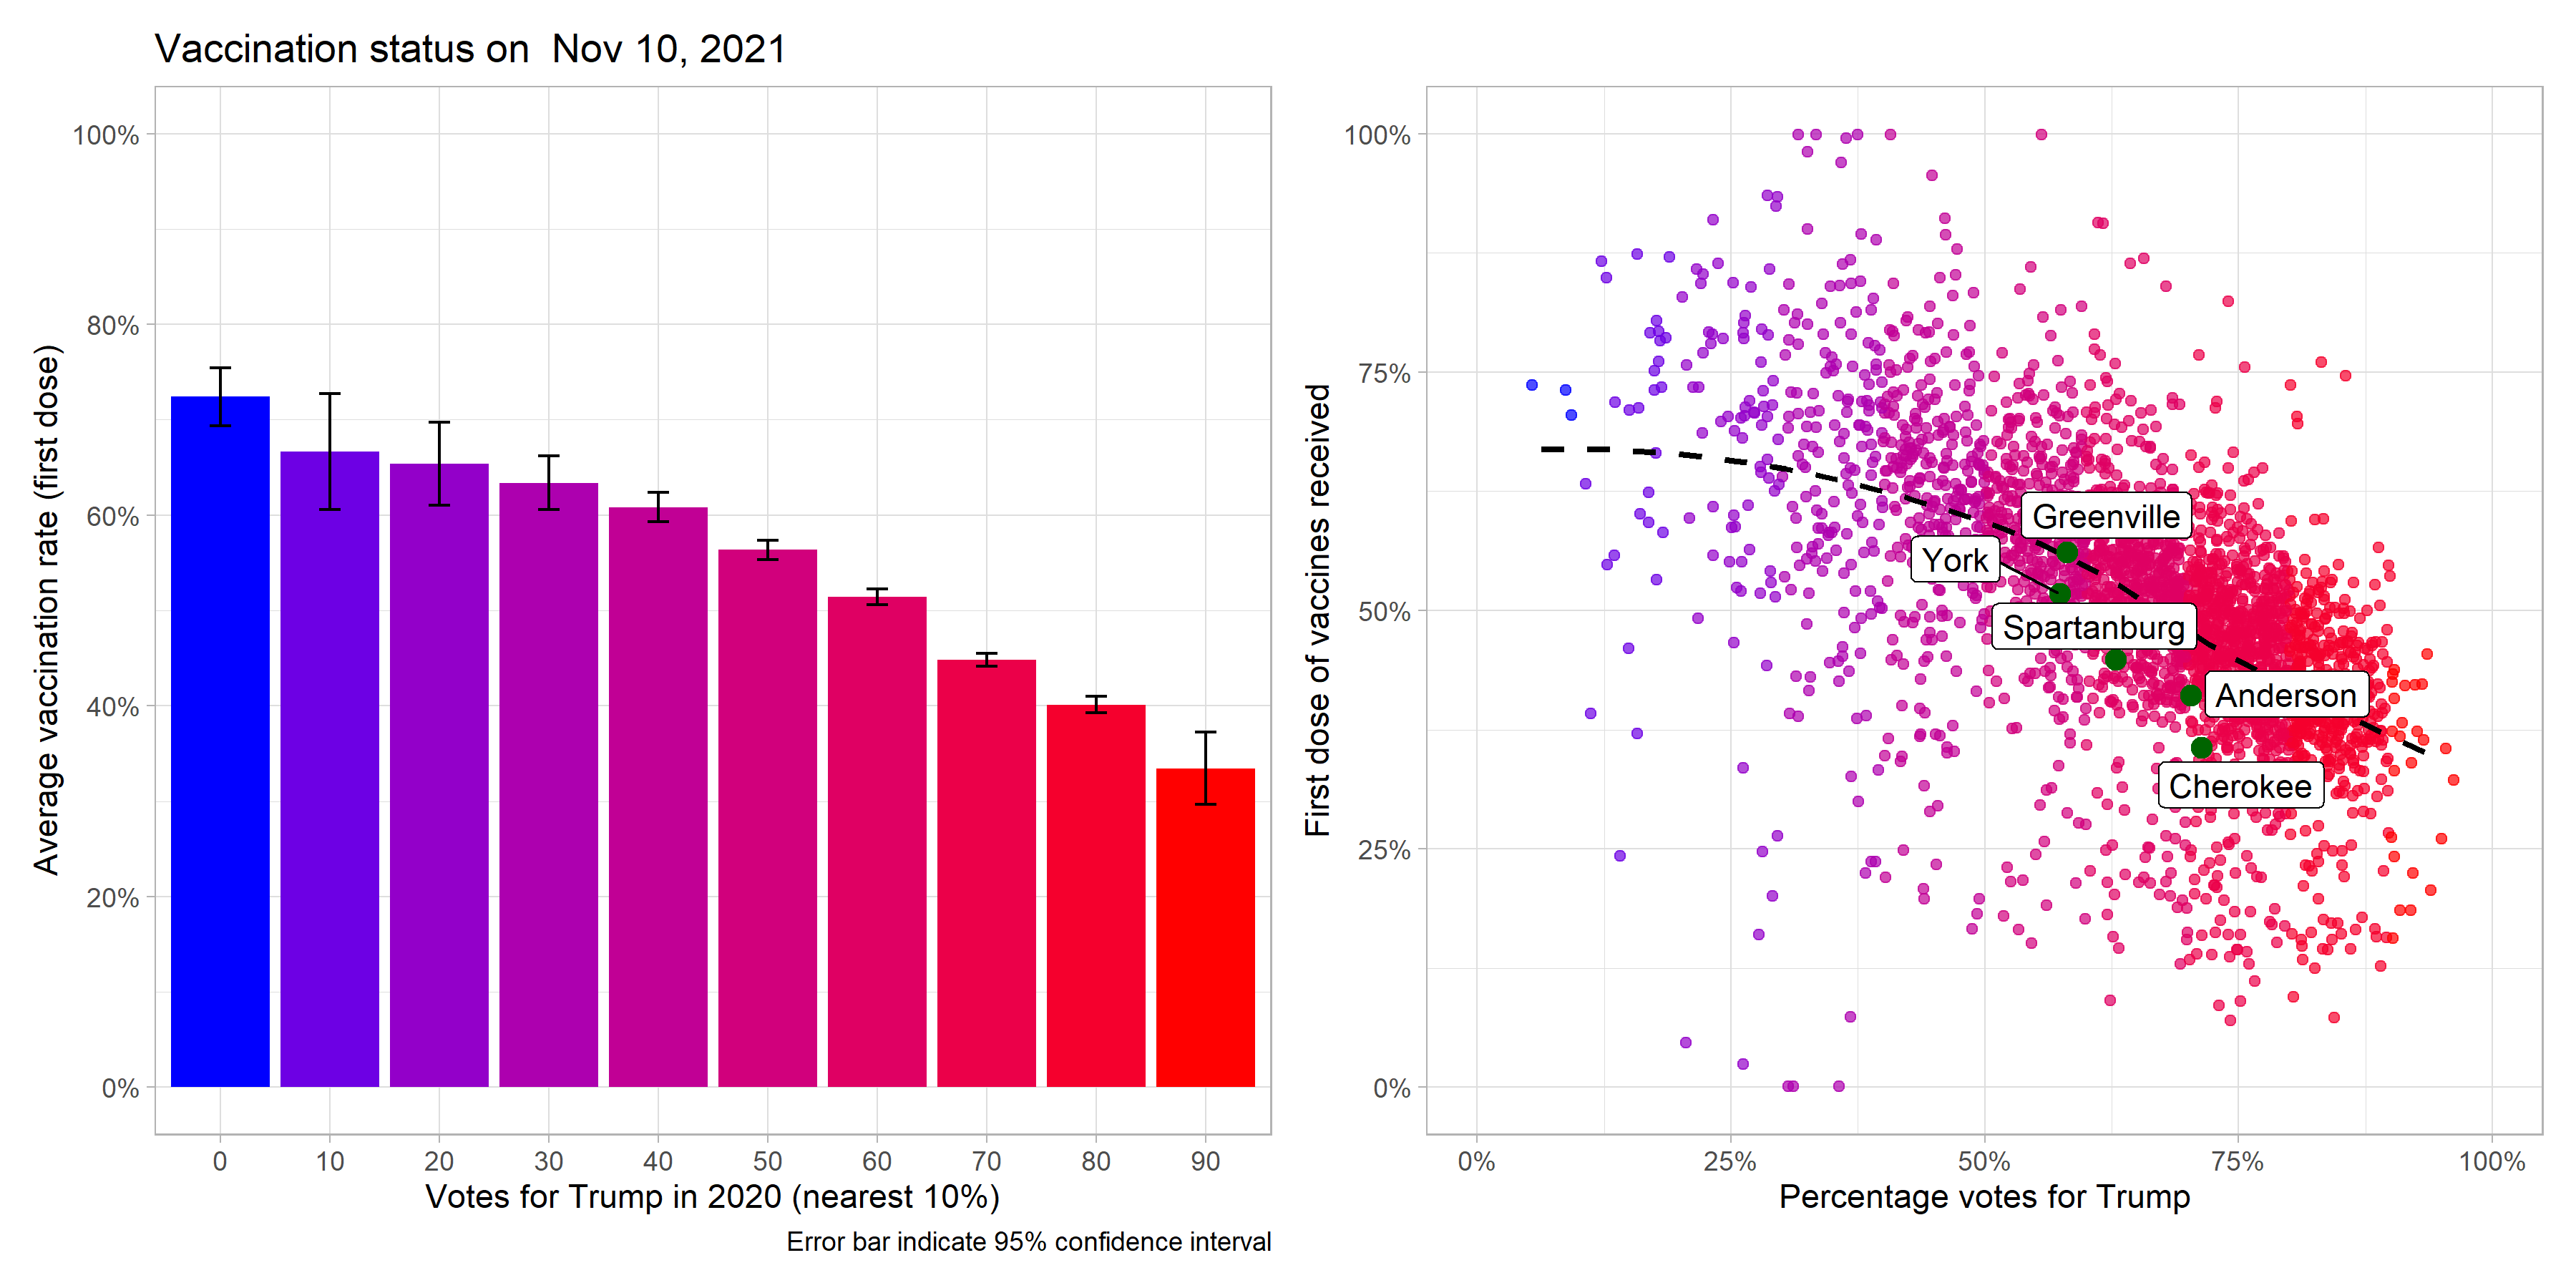 Vaccination status on  Nov 10, 2021
Average vaccination rate (first dose)
100%
80%
60%
40%
20%
0%
0 10 20 30 40 50 60 70 80 90
Votes for Trump in 2020 (nearest 10%)
Error bar indicate 95% confidence interval
First dose of vaccines received
100%
75%
50%
25%
0%
Greenville
York
Spartanburg
Anderson
Cherokee
0% 25% 50% 75% 100%
Percentage votes for Trump